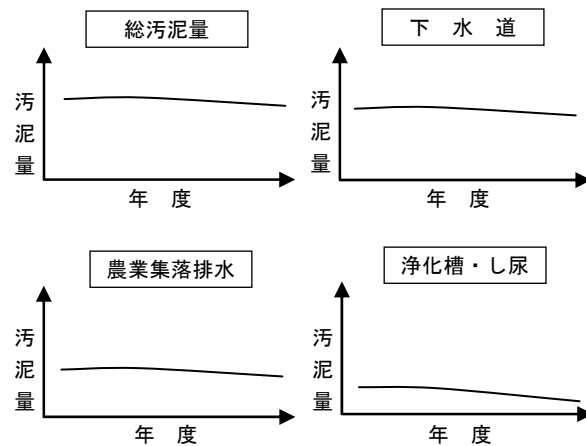 総汚泥量
汚泥量
年度
下水道
汚泥量
年度
農業集落排水
汚泥量
年度
浄化槽・し尿
汚泥量
年度